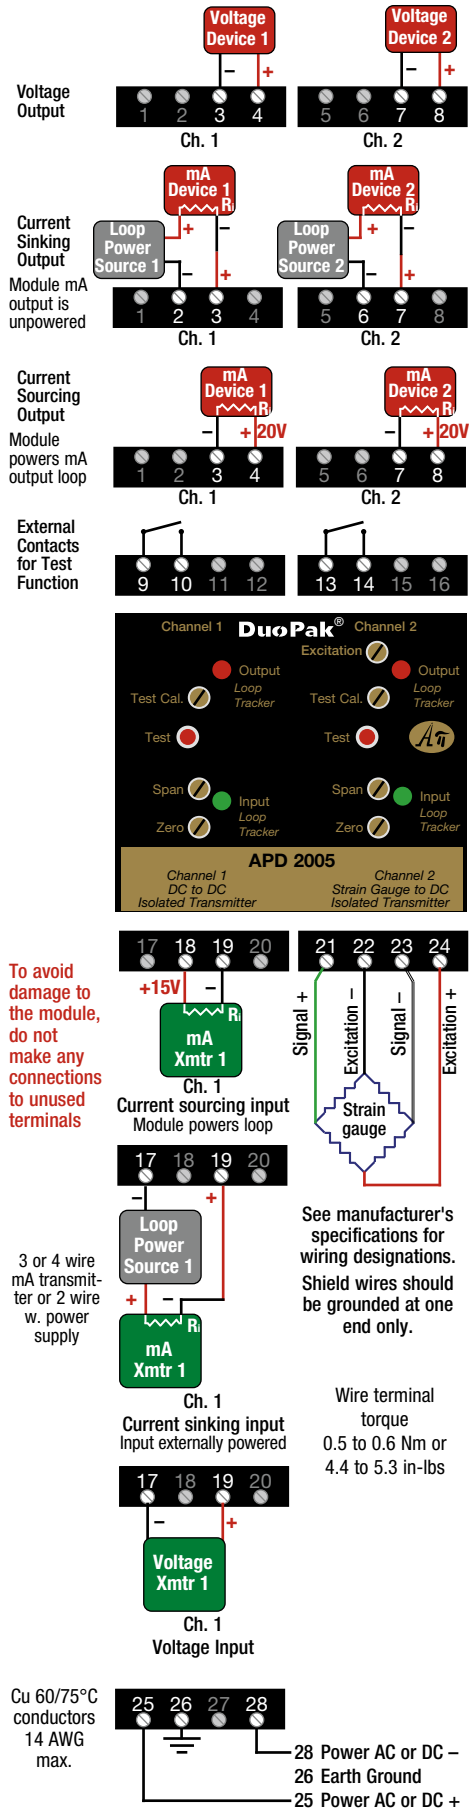 Voltage
Device 1
Voltage
Device 2
– +
– +
Voltage
Output
1 2 3 4
5 6 7 8
Ch. 1
Ch. 2
mA
Device 1
Ri
mA
Device 2
Ri
Current
Sinking
Output
Module mA
output is
unpowered
Loop
Power
Source 1
+ –
– +
Loop
Power
Source 2
+ –
– +
1 2 3 4
5 6 7 8
Ch. 1
Ch. 2
Current
Sourcing
Output
Module
powers mA
output loop
mA
Device 1
Ri
mA
Device 2
Ri
– +20V
– +20V
1 2 3 4
5 6 7 8
Ch. 1
Ch. 2
External
Contacts
for Test
Function
9 10 11 12
13 14 15 16
Channel 1 DuoPak® Channel 2
Excitation
Output
Loop
Tracker
Output
Loop
Tracker
Test Cal.
Test Cal.
Test
Test
Aπ
Span
Span
Input
Loop
Tracker
Input
Loop
Tracker
Zero
Zero
APD 2005
Channel 1
DC to DC
Isolated Transmitter
Channel 2
Strain Gauge to DC
Isolated Transmitter
17 18 19 20
21 22 23 24
To avoid
damage to
the module,
do not
make any
connections
to unused
terminals
+15V –
Ri
mA
Xmtr 1
Ch. 1
Current sourcing input
Module powers loop
Signal +
Excitation –
Signal –
Excitation +
Strain
gauge
17 18 19 20
– +
Loop
Power
Source 1
+ –
Ri
mA
Xmtr 1
3 or 4 wire
mA transmit-
ter or 2 wire
w. power
supply
Ch. 1
Current sinking input
Input externally powered
See manufacturer's
specifications for
wiring designations.
Shield wires should
be grounded at one
end only.
Wire terminal
torque
0.5 to 0.6 Nm or
4.4 to 5.3 in-lbs
17 18 19 20
– +
Voltage
Xmtr 1
Ch. 1
Voltage Input
Cu 60/75°C
conductors
14 AWG
max.
25 26 27 28
28 Power AC or DC –
26 Earth Ground
25 Power AC or DC +